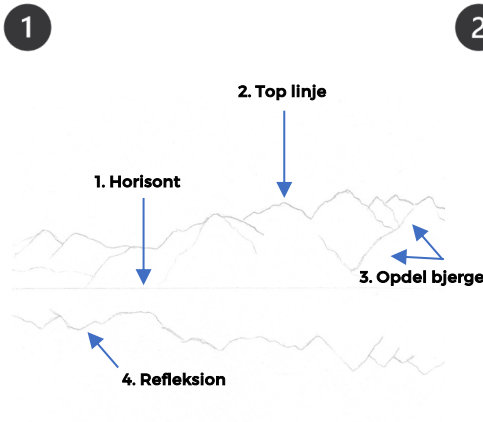 1
2
2. Top linje
1. Horisont
3. Opdel bjerge
4. Refleksion